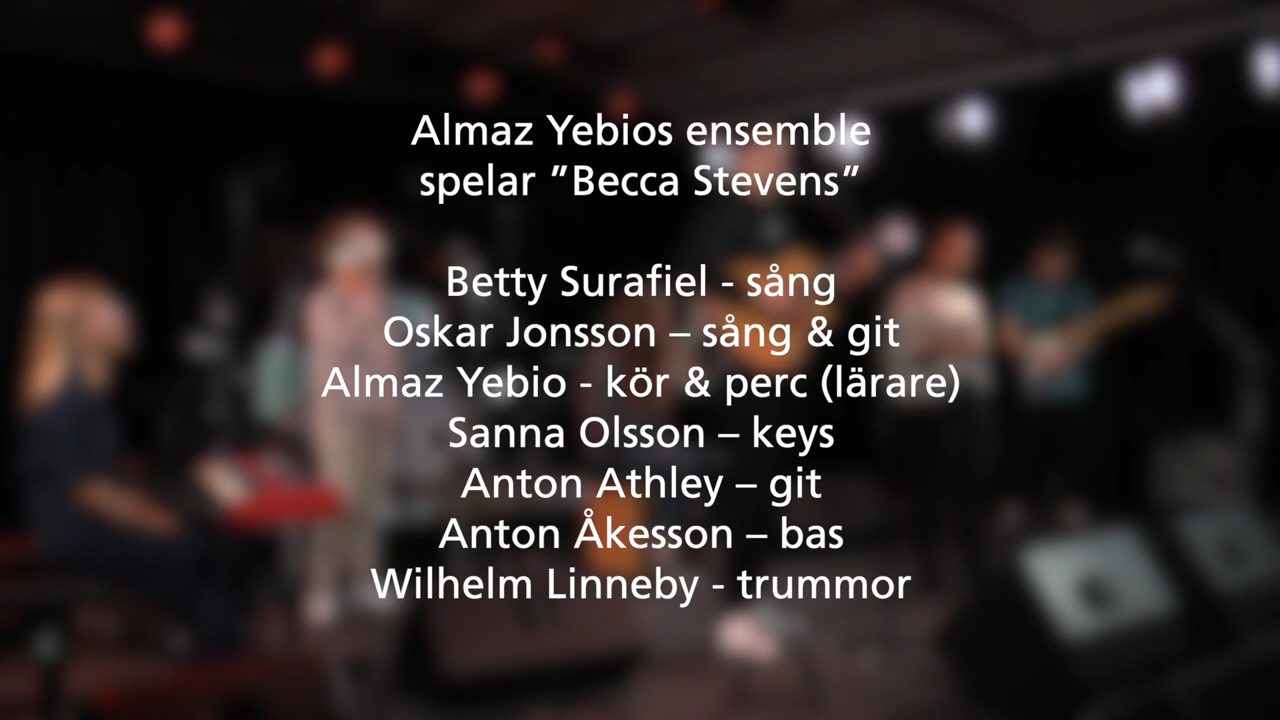 Almaz Yebios ensemble
spelar ”Becca Stevens”
Betty Surafiel - sång
Oskar Jonsson – sång & git
Almaz Yebio - kör & perc (lärare)
Sanna Olsson – keys
Anton Athley – git
Anton Åkesson – bas
Wilhelm Linneby - trummor